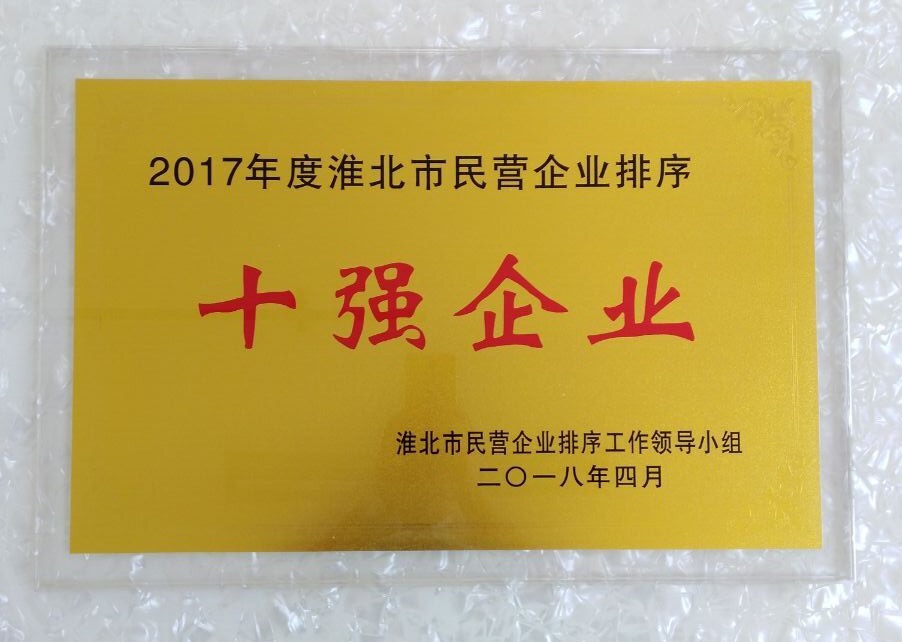 2017年度淮北市民营企业排序
十强企业
淮北市民营企业排序工作领导小组
二〇一八年四月